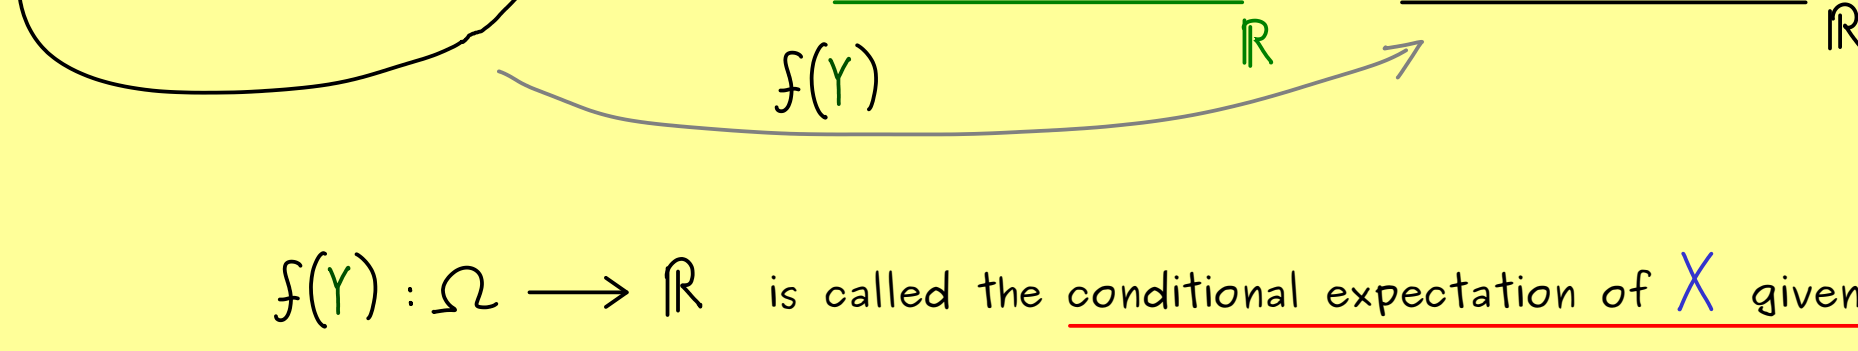 ℝ ℝ
f(Y)
f(Y) : Ω ⟶ ℝ is called the conditional expectation of X given